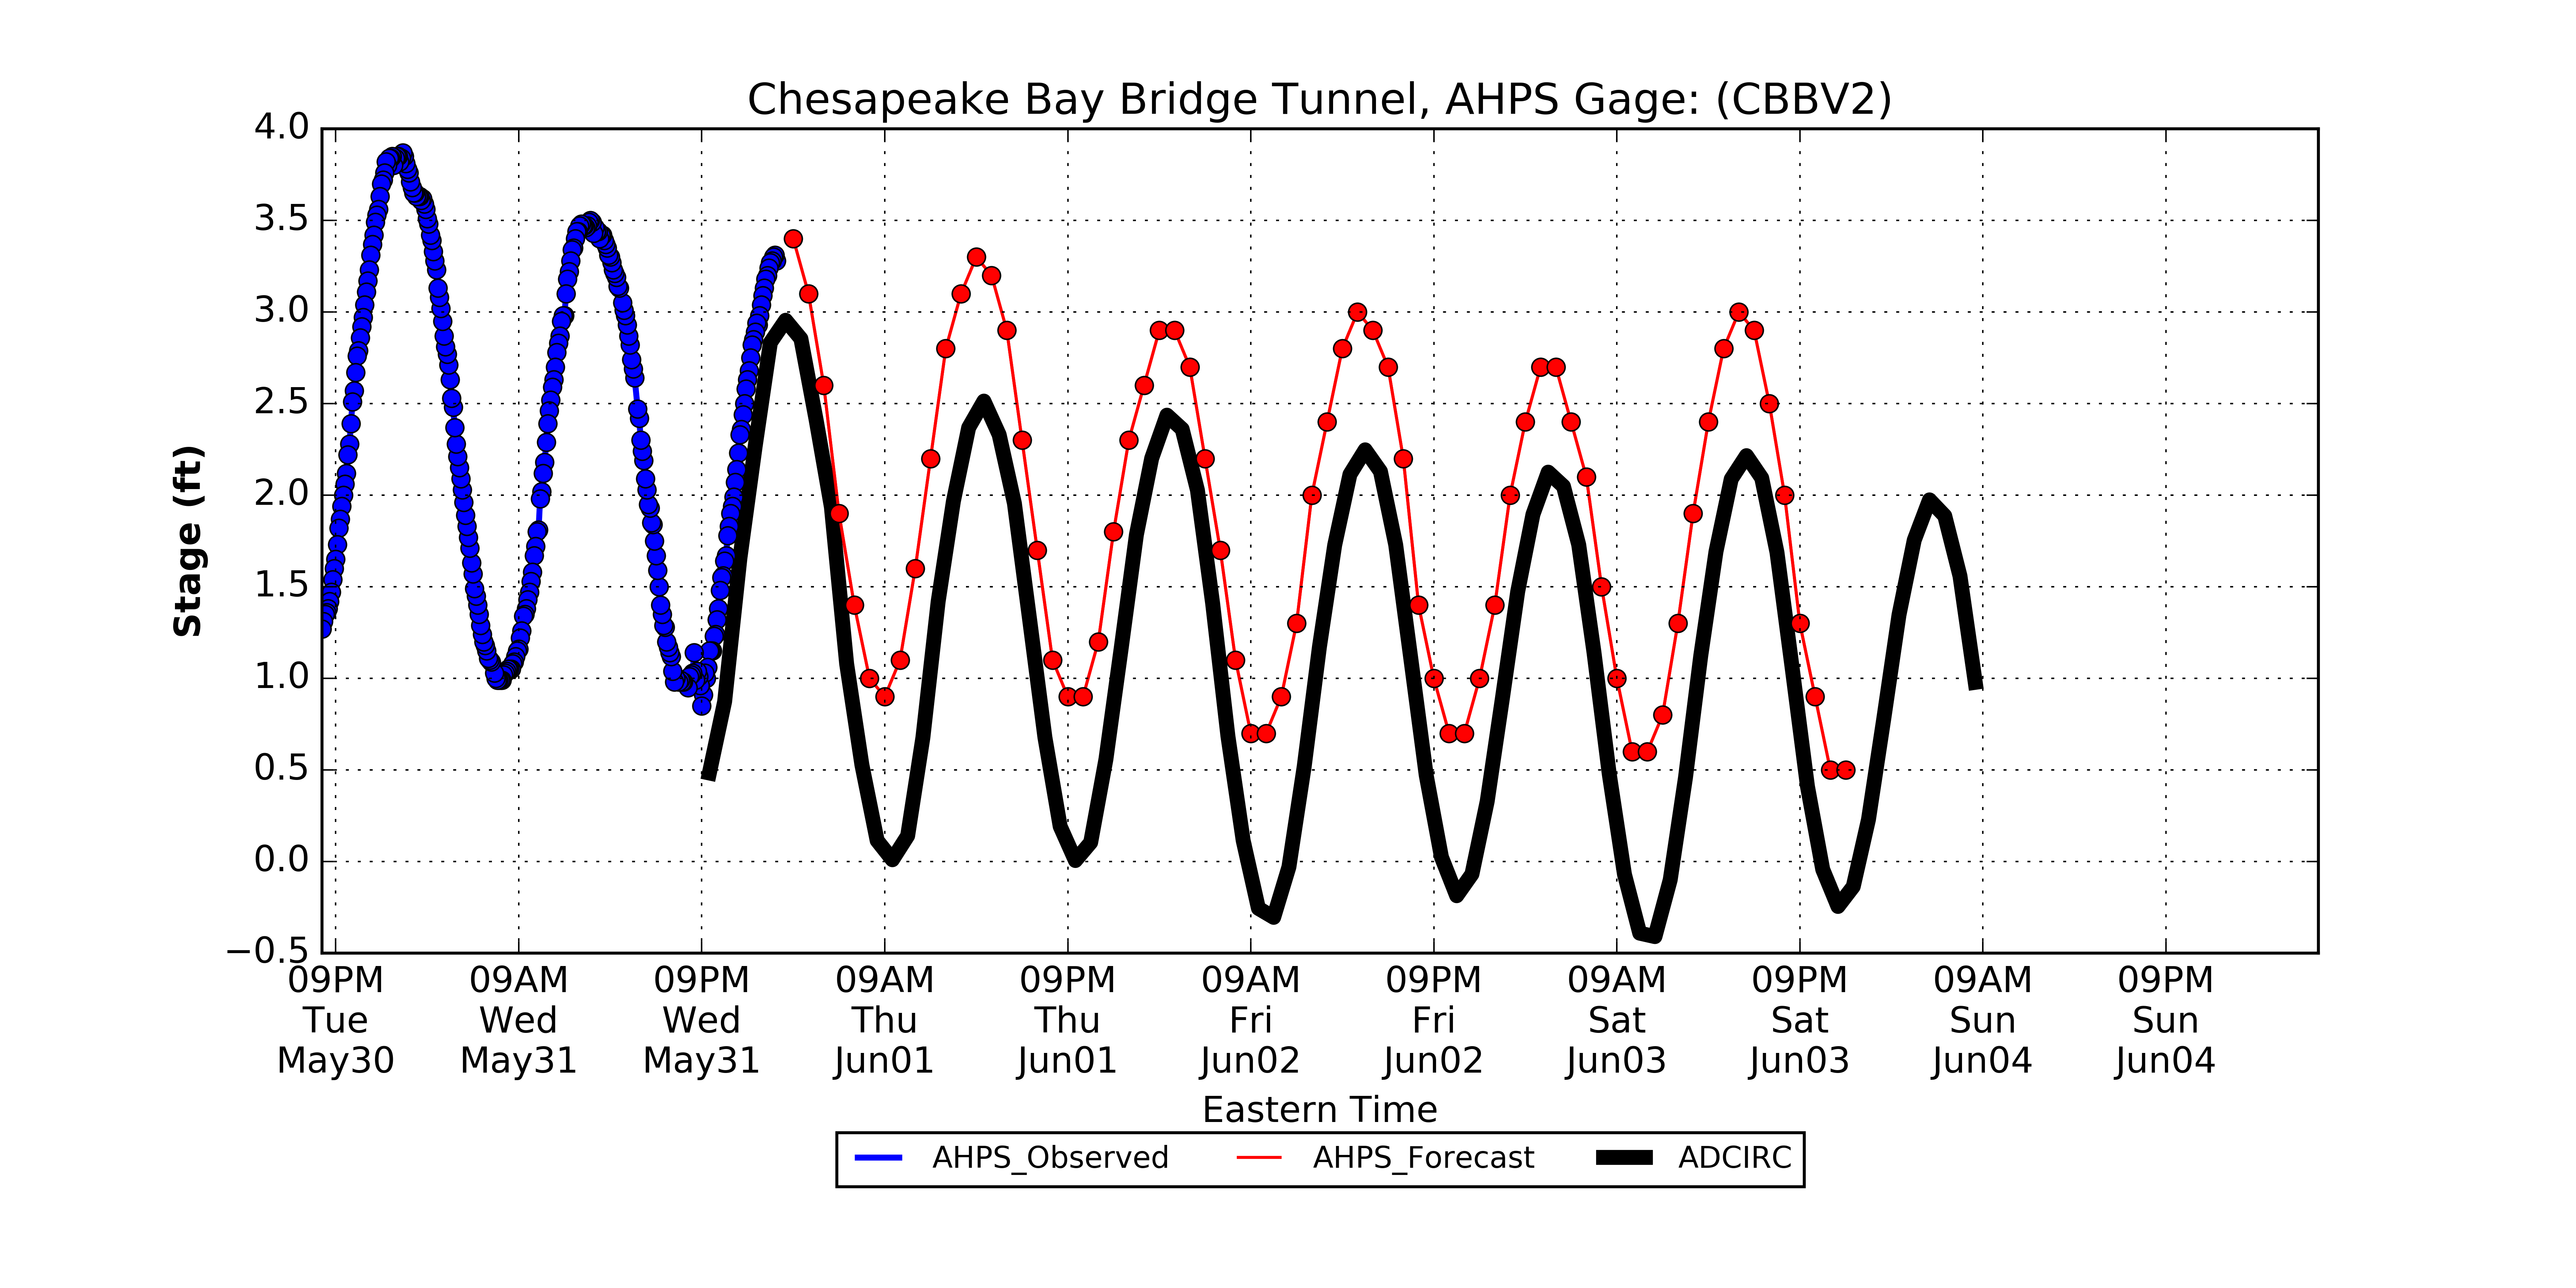 Chesapeake Bay Bridge Tunnel, AHPS Gage: (CBBV2)
4.0
3.5
3.0
2.5
2.0
1.5
1.0
0.5
0.0
−0.5
Stage (ft)
09PM 09AM 09PM 09AM 09PM 09AM 09PM 09AM 09PM 09AM 09PM
Tue Wed Wed Thu Thu Fri Fri Sat Sat Sun Sun
May30 May31 May31 Jun01 Jun01 Jun02 Jun02 Jun03 Jun03 Jun04 Jun04
Eastern Time
AHPS_Observed AHPS_Forecast ADCIRC